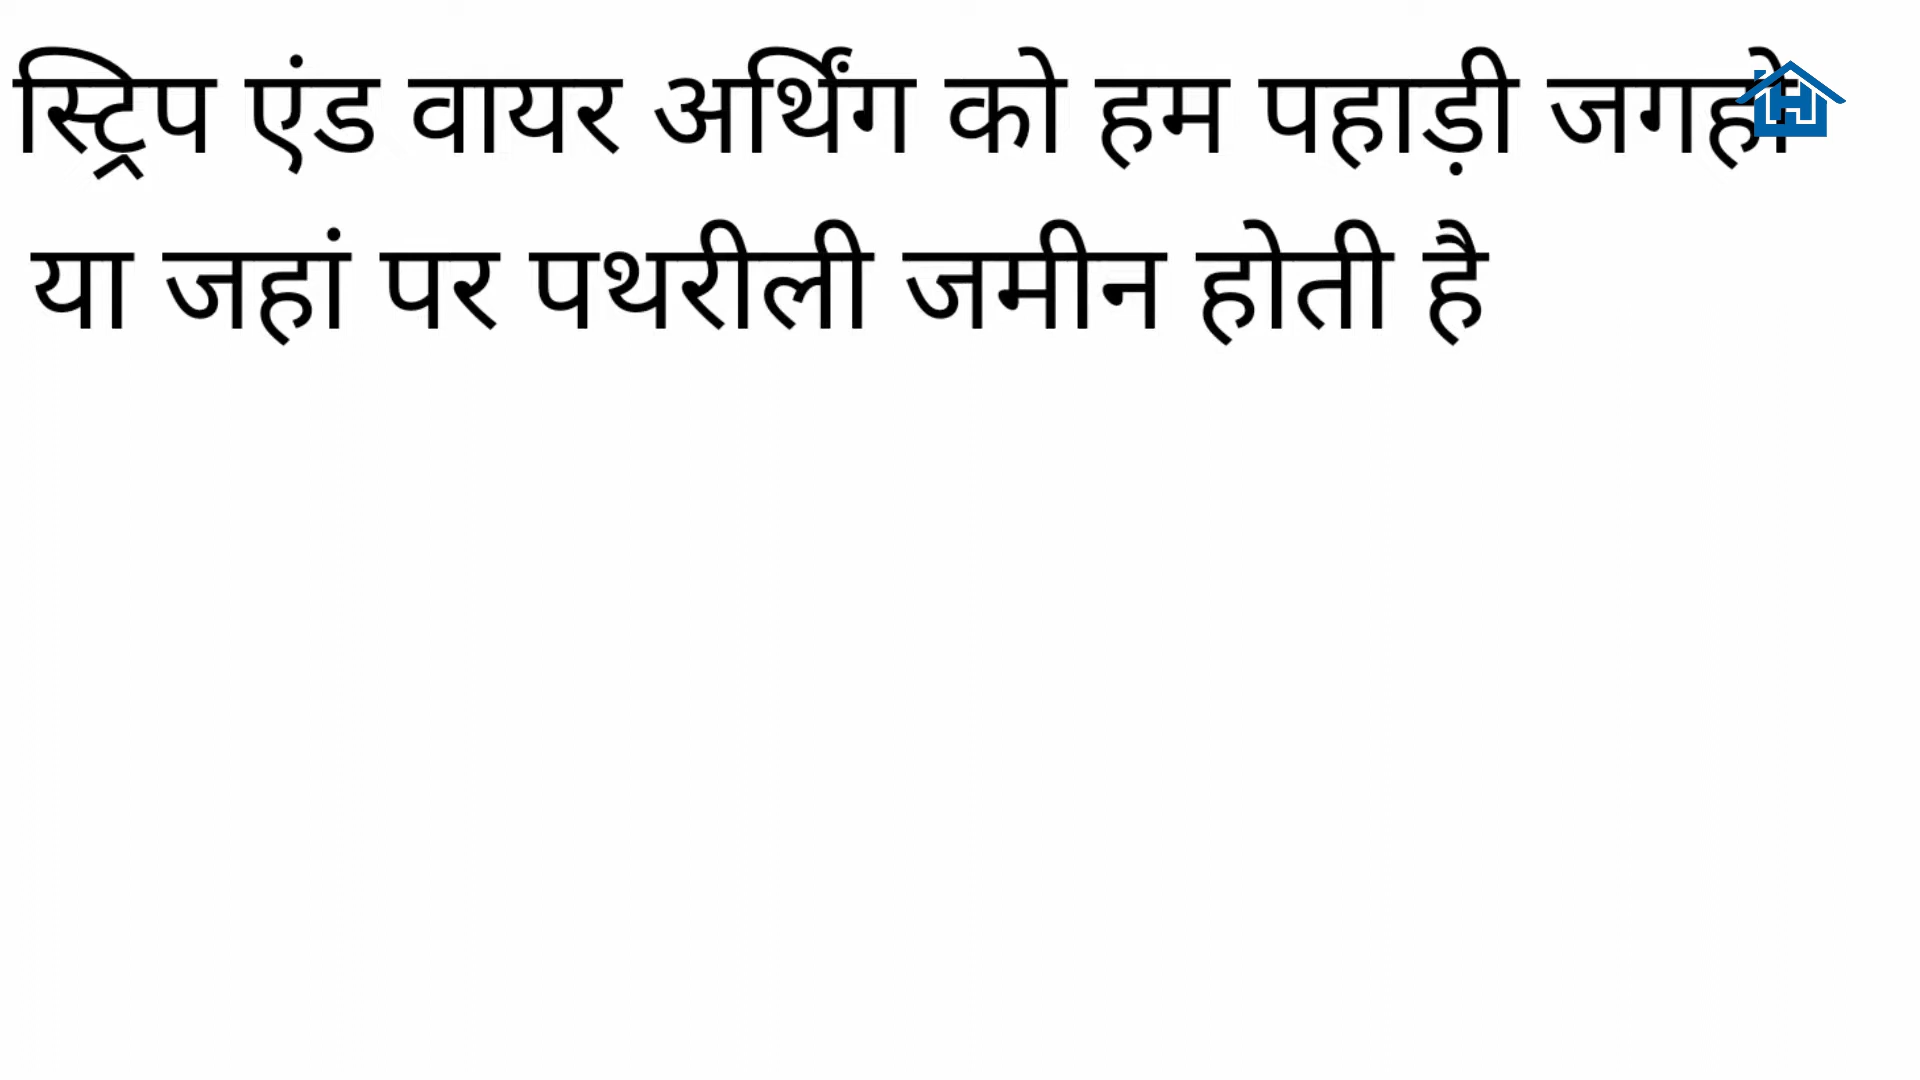 स्ट्रिप एंड वायर अर्थिंग को हम पहाड़ी जगहो
या जहां पर पथरीली जमीन होती है